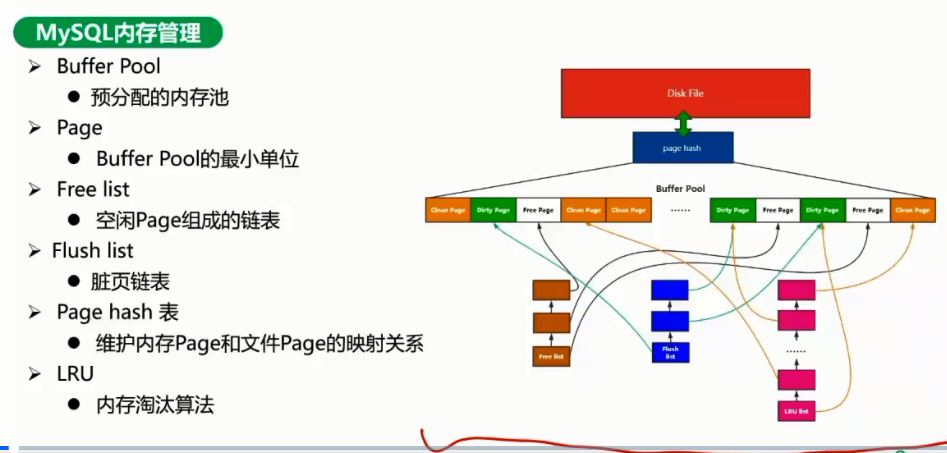 MySQL内存管理
Buffer Pool
预分配的内存池
Page
Buffer Pool的最小单位
Free list
空闲Page组成的链表
Flush list
脏页链表
Page hash 表
维护内存Page和文件Page的映射关系
LRU
内存淘汰算法
Disk File
page hash
Buffer Pool
Clean Page
Dirty Page
Free Page
Clean Page
Clean Page
......
Dirty Page
Free Page
Dirty Page
Free Page
Clean Page
Free list
Flush
list
......
LRU list